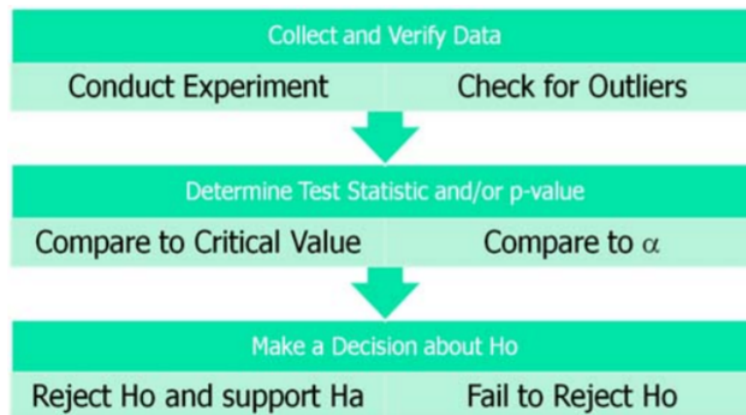 Collect and Verify Data
Conduct Experiment
Check for Outliers
Determine Test Statistic and/or p-value
Compare to Critical Value
Compare to α
Make a Decision about Ho
Reject Ho and support Ha
Fail to Reject Ho